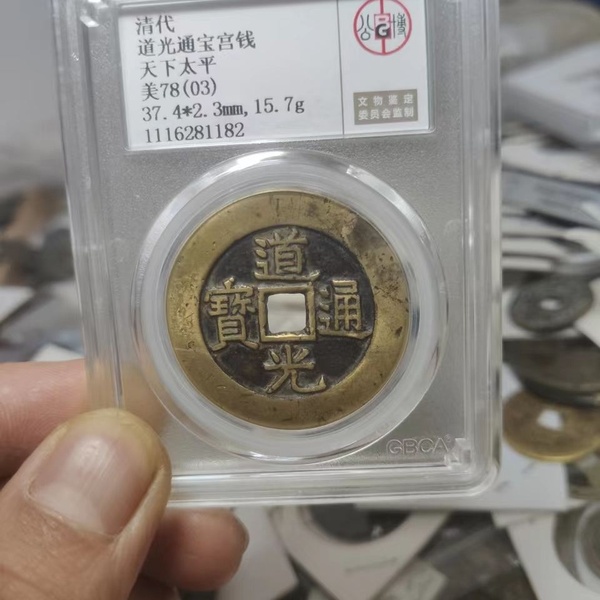 清代
道光通宝宫钱
天下太平
美78(03)
37.4*2.3mm,15.7g
1116281182
公博
文物鉴定
委员会监制
道光通寶
GBCA